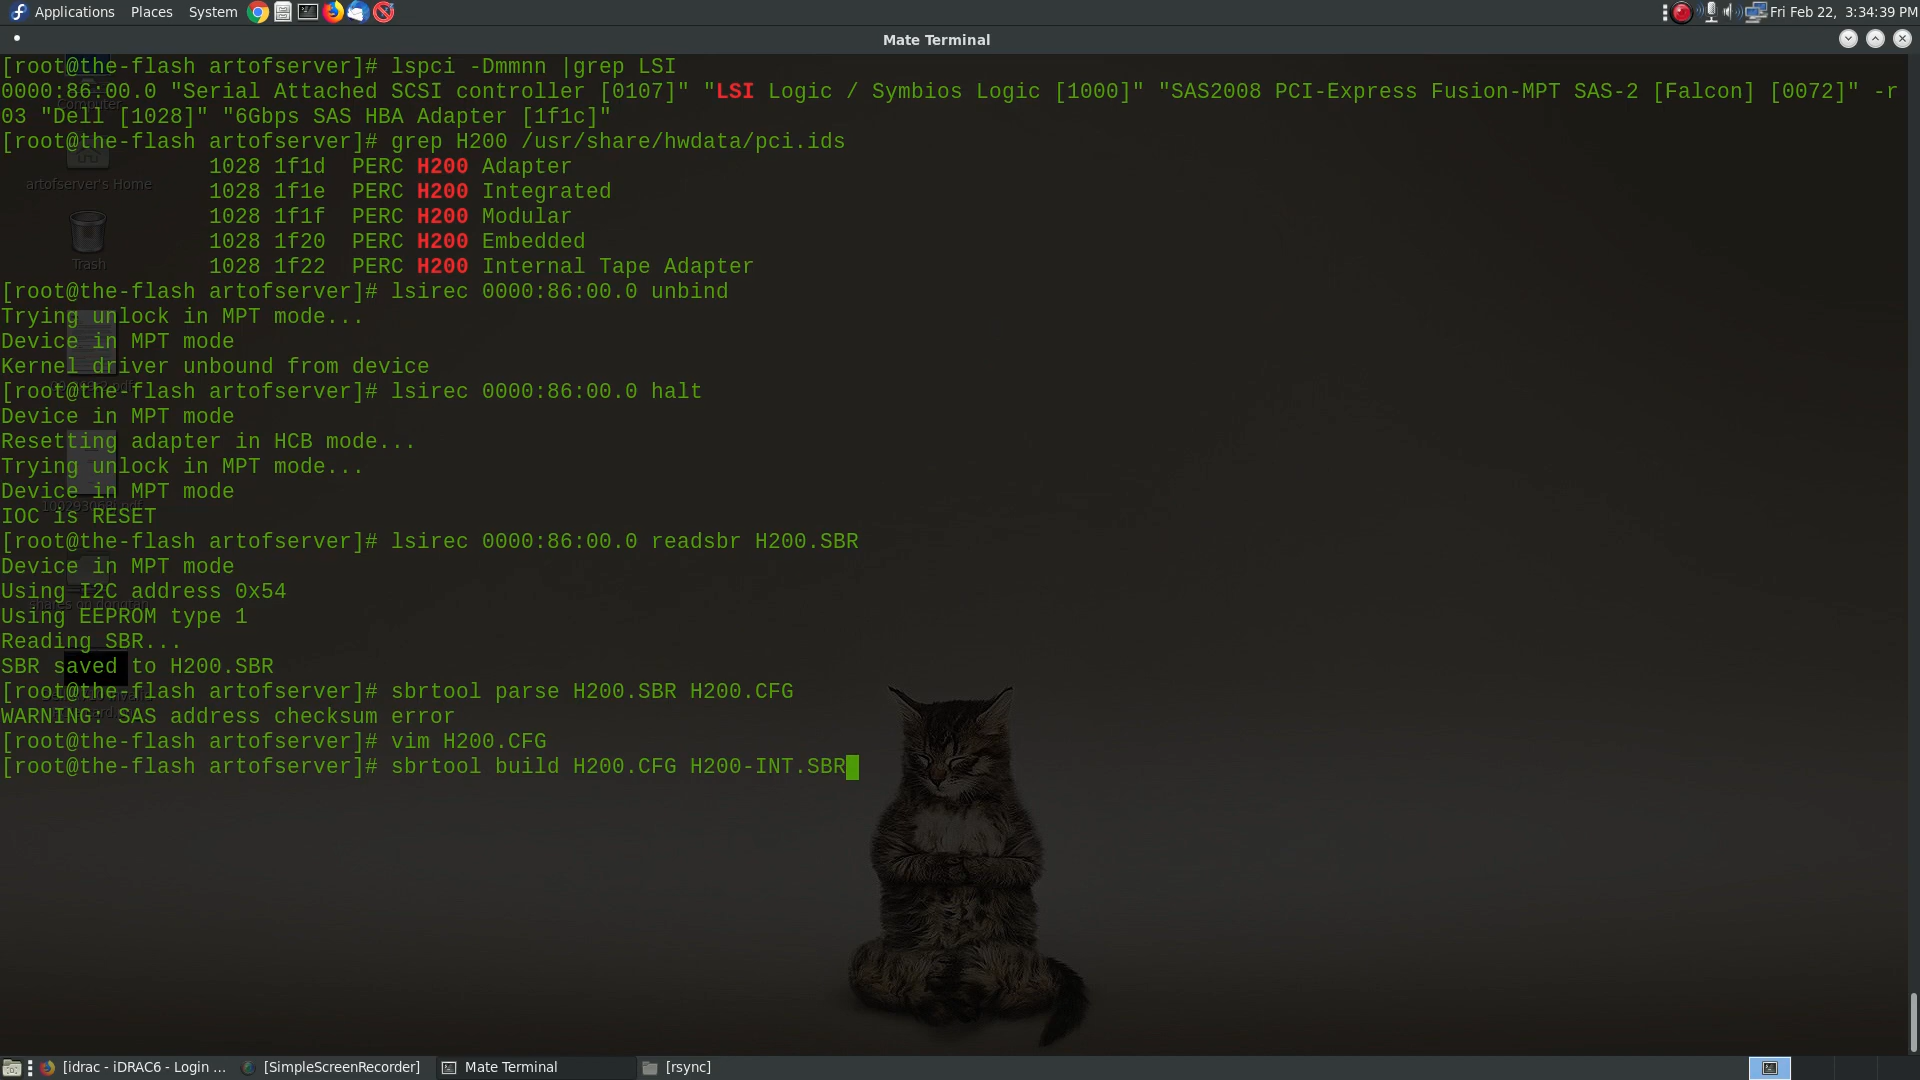 Applications Places System Fri Feb 22, 3:34:39 PM
Mate Terminal
[root@the-flash artofserver]# lspci -Dmmnn |grep LSI
0000:86:00.0 "Serial Attached SCSI controller [0107]" "LSI Logic / Symbios Logic [1000]" "SAS2008 PCI-Express Fusion-MPT SAS-2 [Falcon] [0072]" -r
03 "Dell [1028]" "6Gbps SAS HBA Adapter [1f1c]"
Computer
[root@the-flash artofserver]# grep H200 /usr/share/hwdata/pci.ids
1028 1f1d PERC H200 Adapter
artofserver's Home
1028 1f1e PERC H200 Integrated
1028 1f1f PERC H200 Modular
1028 1f20 PERC H200 Embedded
Trash
1028 1f22 PERC H200 Internal Tape Adapter
[root@the-flash artofserver]# lsirec 0000:86:00.0 unbind
Trying unlock in MPT mode...
Device in MPT mode
Kernel driver unbound from device
[root@the-flash artofserver]# lsirec 0000:86:00.0 halt
Device in MPT mode
Resetting adapter in HCB mode...
Trying unlock in MPT mode...
Device in MPT mode
IOC is RESET
[root@the-flash artofserver]# lsirec 0000:86:00.0 readsbr H200.SBR
Device in MPT mode
Using I2C address 0x54
Using EEPROM type 1
Reading SBR...
SBR saved to H200.SBR
[root@the-flash artofserver]# sbrtool parse H200.SBR H200.CFG
WARNING: SAS address checksum error
[root@the-flash artofserver]# vim H200.CFG
[root@the-flash artofserver]# sbrtool build H200.CFG H200-INT.SBR
[idrac - iDRAC6 - Login ... [SimpleScreenRecorder] Mate Terminal [rsync]